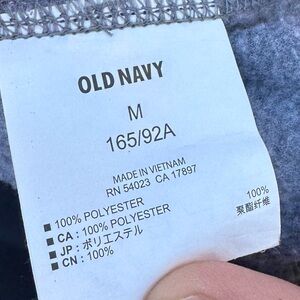 OLD NAVY
M
165/92A
MADE IN VIETNAM
RN 54023 CA 17897
■ 100% POLYESTER
■ CA : 100% POLYESTER
■ JP : ポリエステル 100%
■ CN : 100% 聚酯纤维